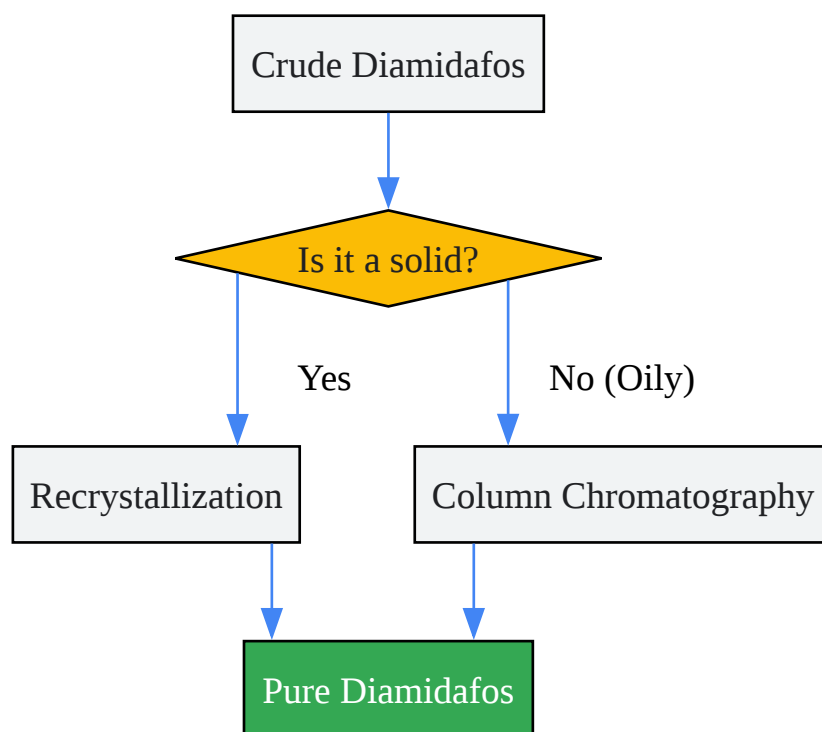 Crude Diamidafos
Is it a solid?
Yes
No (Oily)
Recrystallization
Column Chromatography
Pure Diamidafos